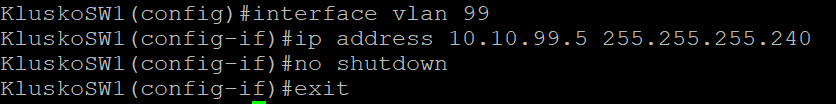 KluskoSW1(config)#interface vlan 99
KluskoSW1(config-if)#ip address 10.10.99.5 255.255.255.240
KluskoSW1(config-if)#no shutdown
KluskoSW1(config-if)#exit